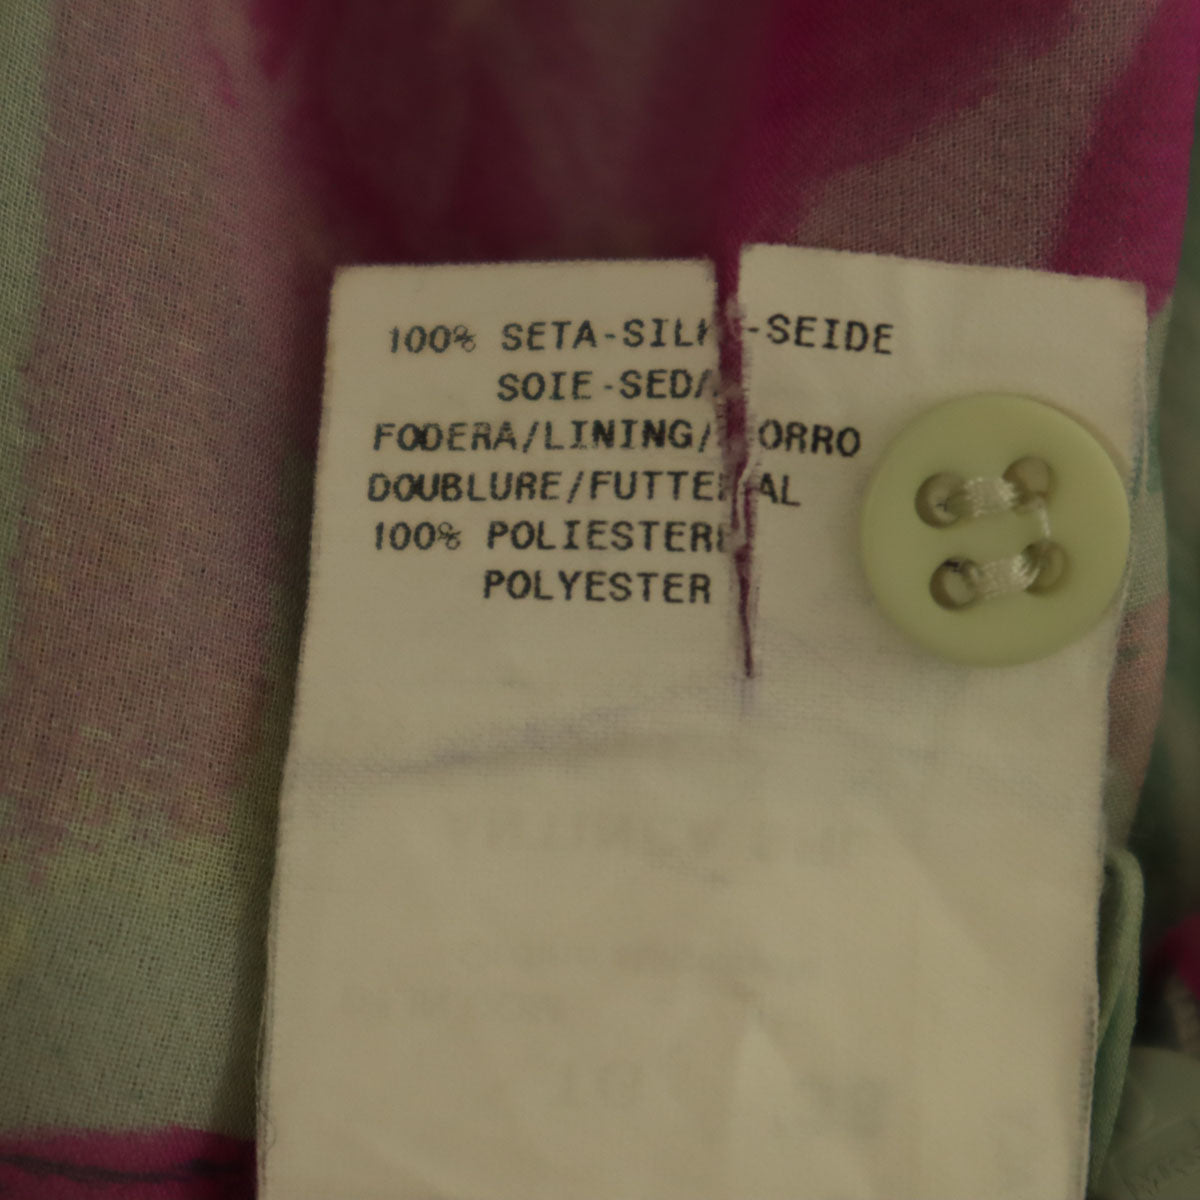 100% SETA-SILK-SEIDE
SOIE-SEDA
FODERA/LINING/FORRO
DOUBLURE/FUTTERAL
100% POLIESTERE
POLYESTER